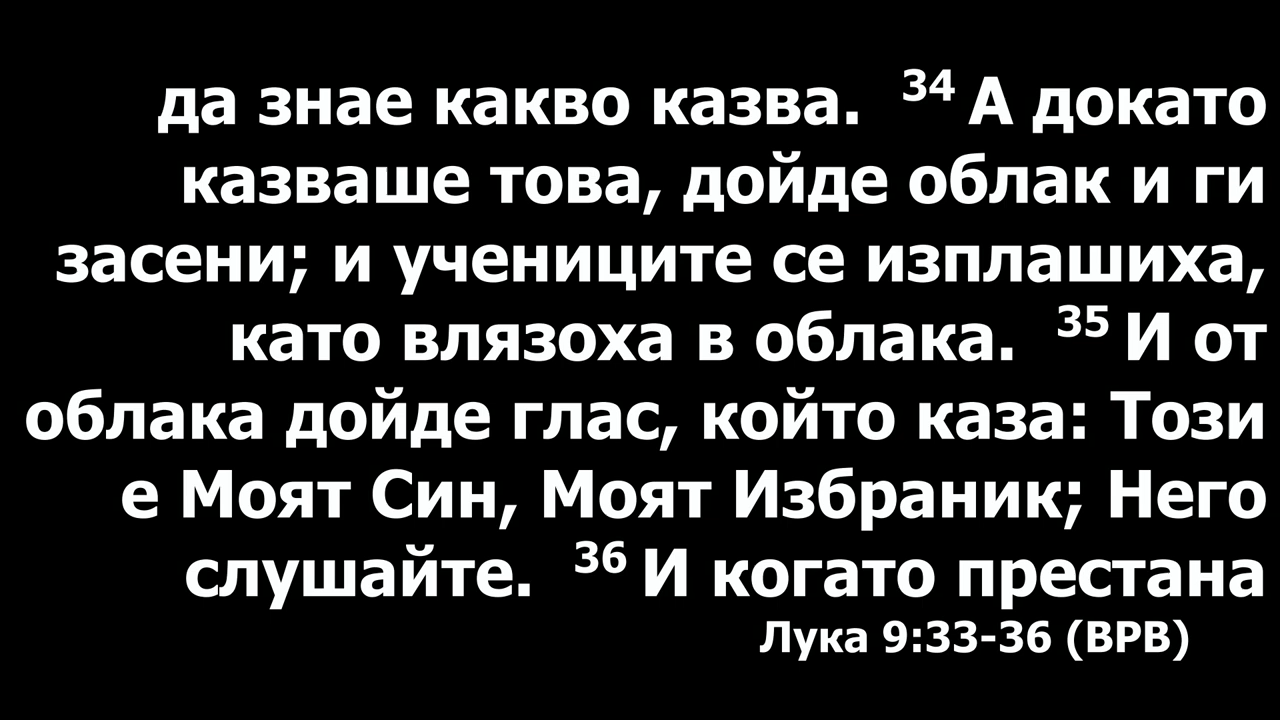 да знае какво казва. 34 А докато
казваше това, дойде облак и ги
засени; и учениците се изплашиха,
като влязоха в облака. 35 И от
облака дойде глас, който каза: Този
е Моят Син, Моят Избраник; Него
слушайте. 36 И когато престана
Лука 9:33-36 (ВРВ)